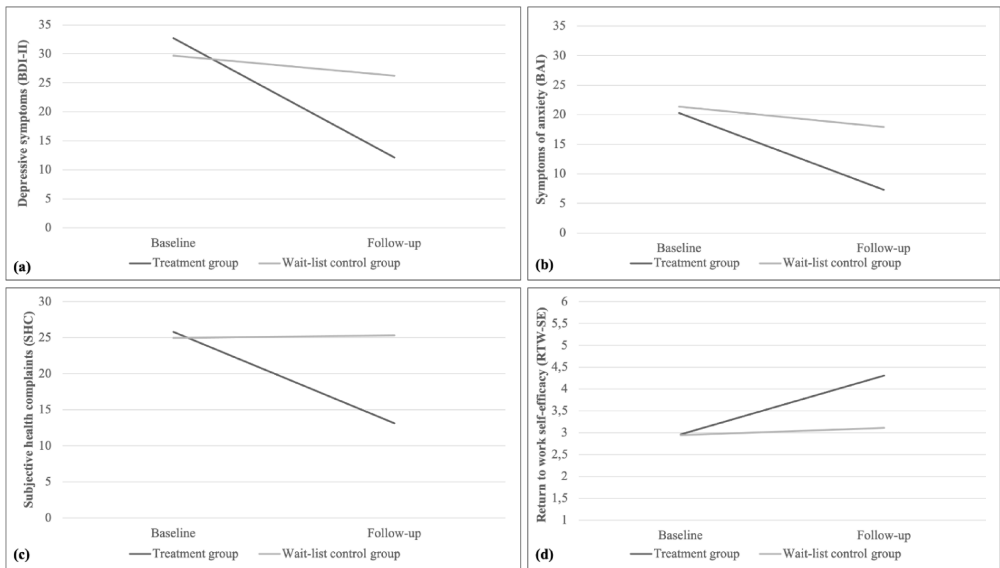 Depressive symptoms (BDI-II)
35
30
25
20
15
10
5
0
Baseline Follow-up
Treatment group Wait-list control group
(a)
Symptoms of anxiety (BAI)
35
30
25
20
15
10
5
0
Baseline Follow-up
Treatment group Wait-list control group
(b)
Subjective health complaints (SHC)
30
25
20
15
10
5
0
Baseline Follow-up
Treatment group Wait-list control group
(c)
Return to work self-efficacy (RTW-SE)
6
5,5
5
4,5
4
3,5
3
2,5
2
1,5
1
Baseline Follow-up
Treatment group Wait-list control group
(d)